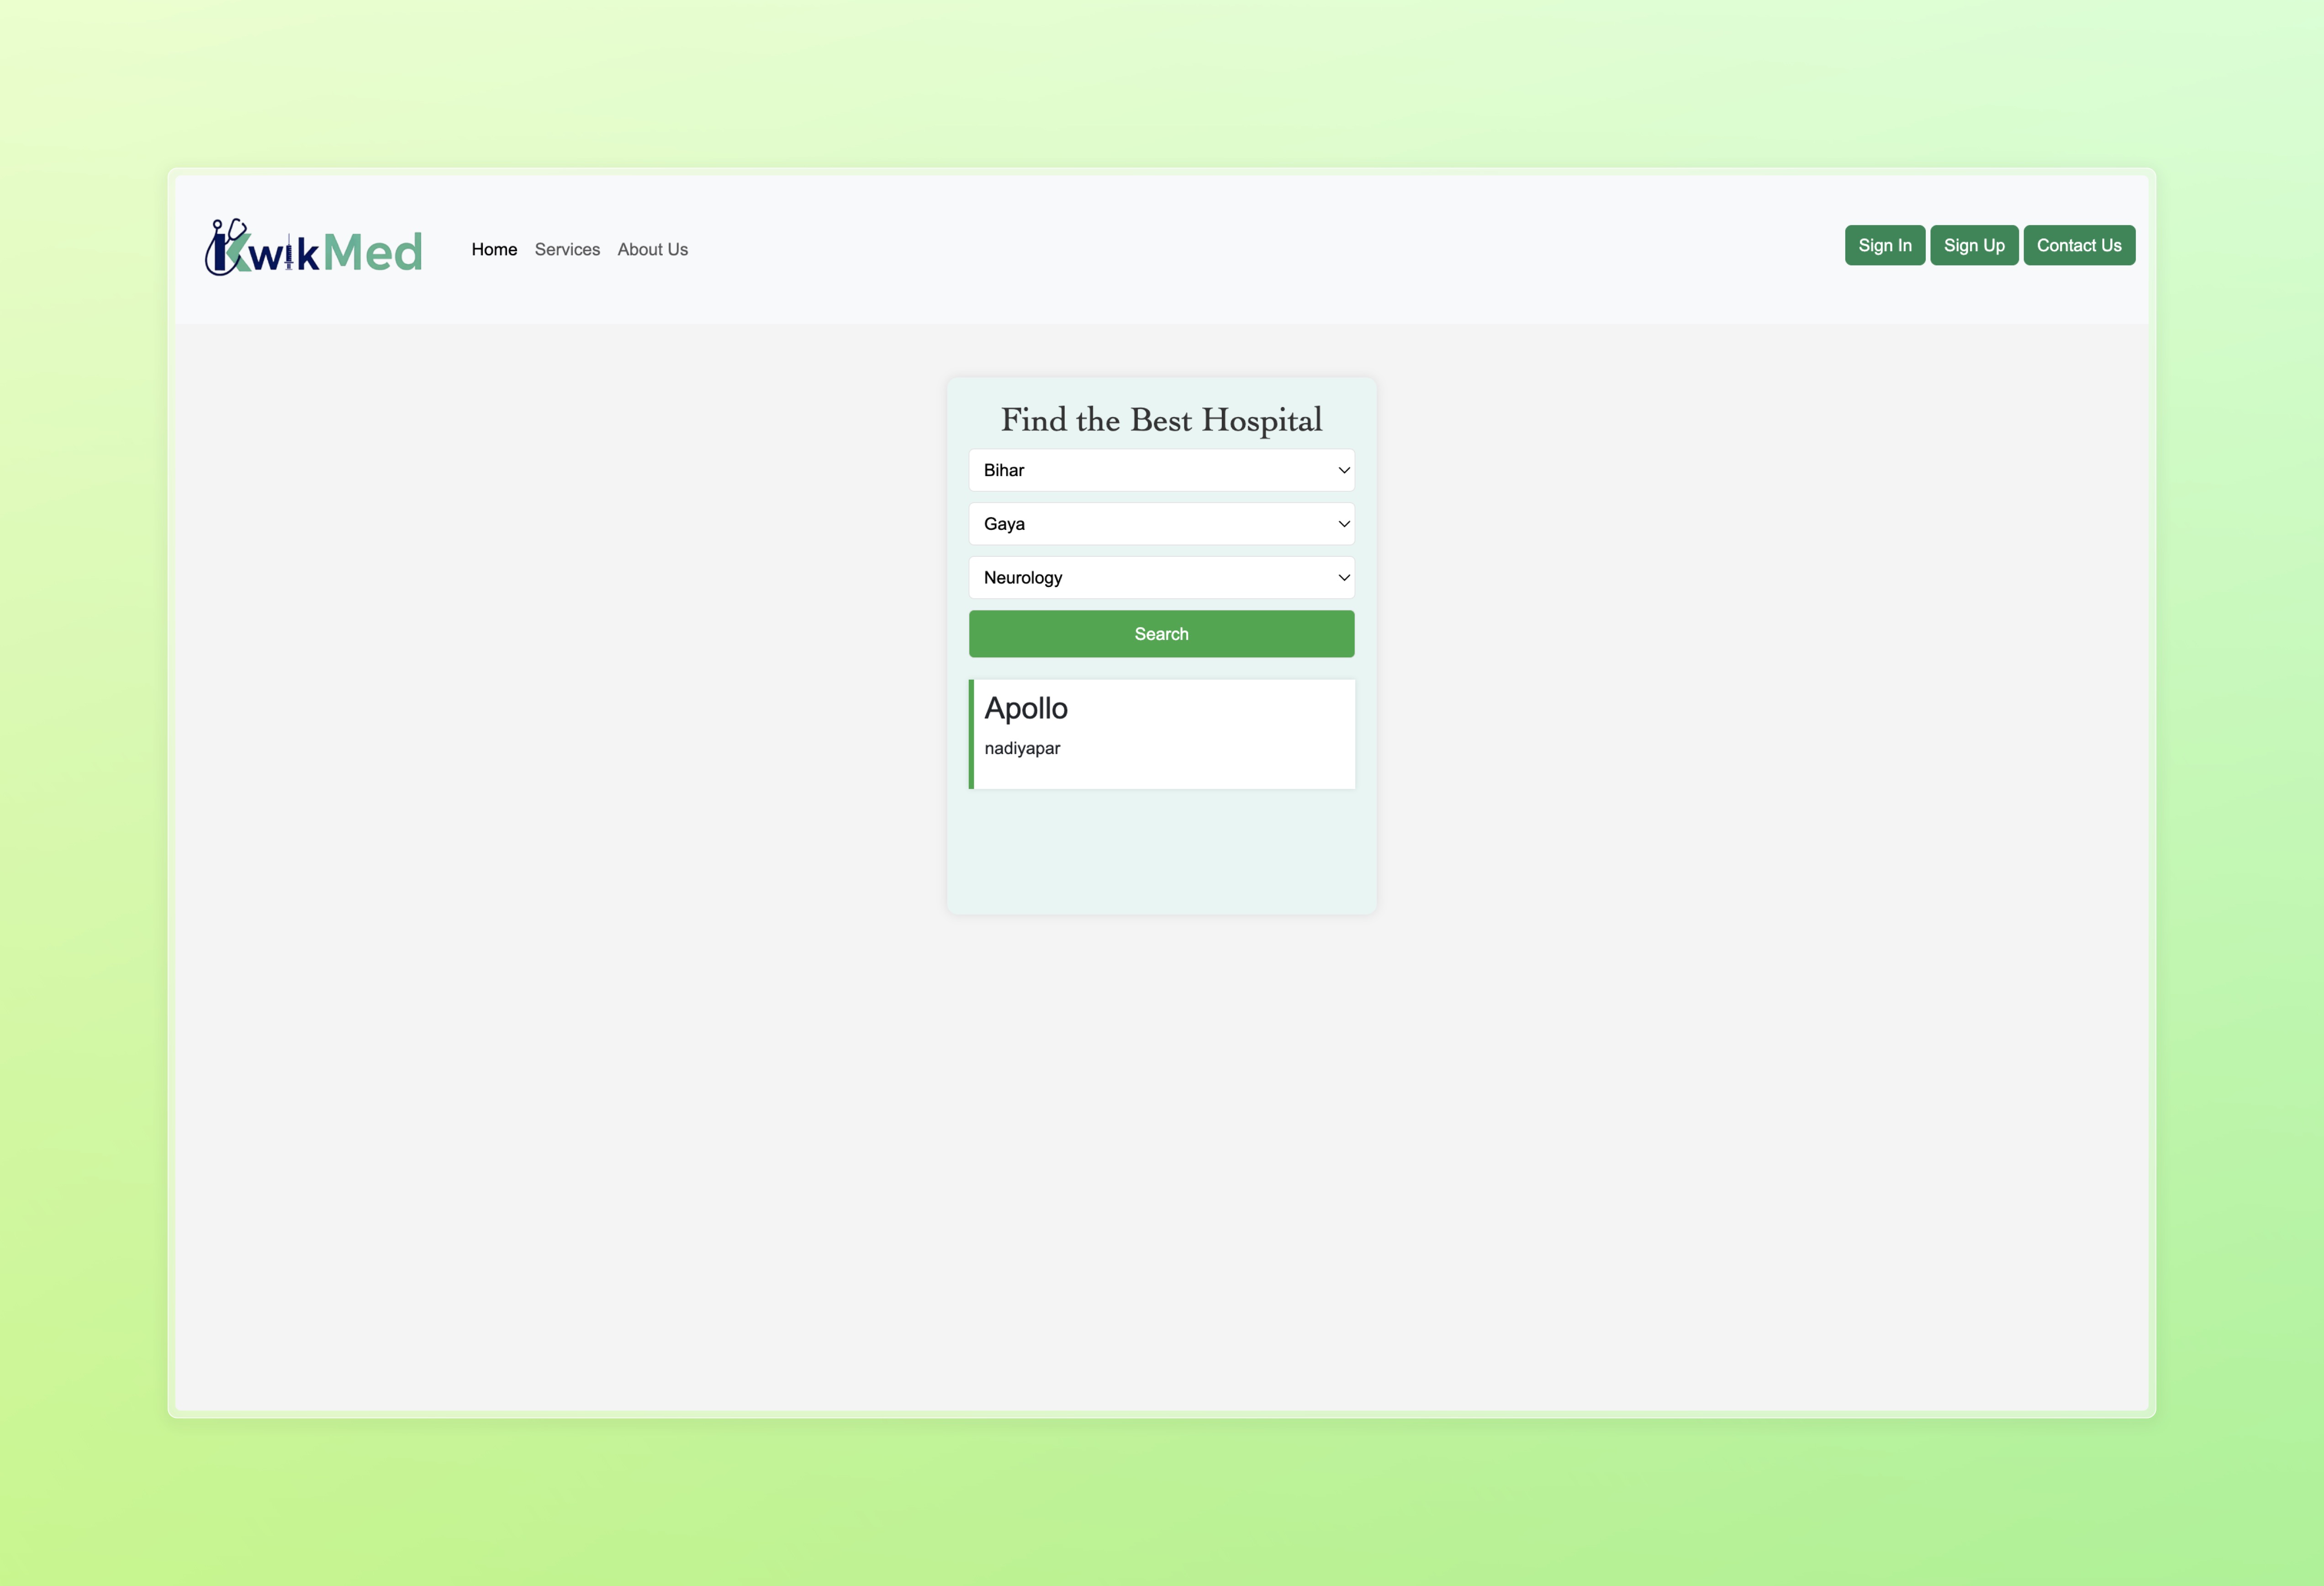 KwikMed
Home Services About Us
Sign In Sign Up Contact Us
Find the Best Hospital
Bihar
Gaya
Neurology
Search
Apollo
nadiyapar